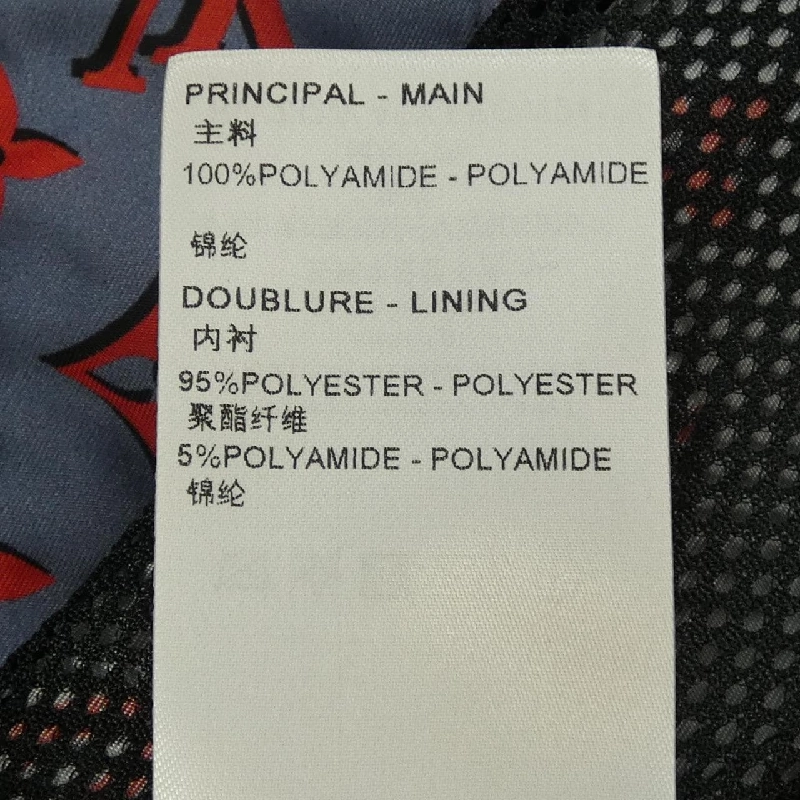 PRINCIPAL - MAIN
主料
100%POLYAMIDE - POLYAMIDE
锦纶
DOUBLURE - LINING
内衬
95%POLYESTER - POLYESTER
聚酯纤维
5%POLYAMIDE - POLYAMIDE
锦纶